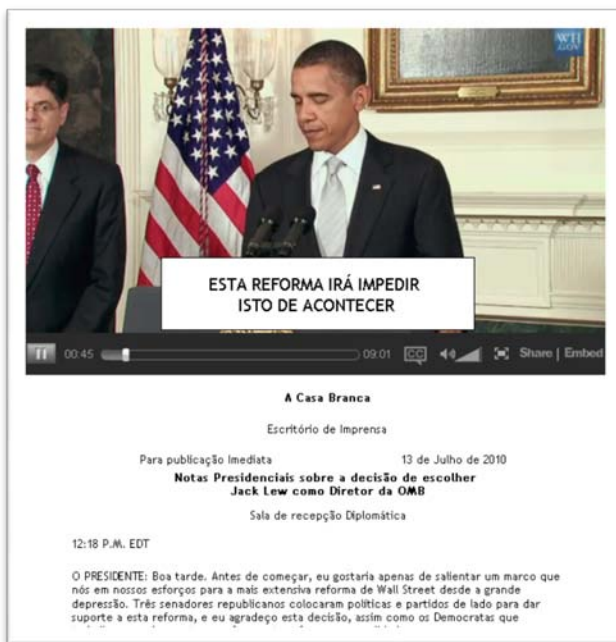 WH
.GOV
ESTA REFORMA IRÁ IMPEDIR
ISTO DE ACONTECER
00:45 09:01 CC Share | Embed
A Casa Branca
Escritório de Imprensa
Para publicação Imediata 13 de Julho de 2010
Notas Presidenciais sobre a decisão de escolher
Jack Lew como Diretor da OMB
Sala de recepção Diplomática
12:18 P.M. EDT
O PRESIDENTE: Boa tarde. Antes de começar, eu gostaria apenas de salientar um marco que
nós em nossos esforços para a mais extensiva reforma de Wall Street desde a grande
depressão. Três senadores republicanos colocaram políticas e partidos de lado para dar
suporte a esta reforma, e eu agradeço esta decisão, assim como os Democratas que